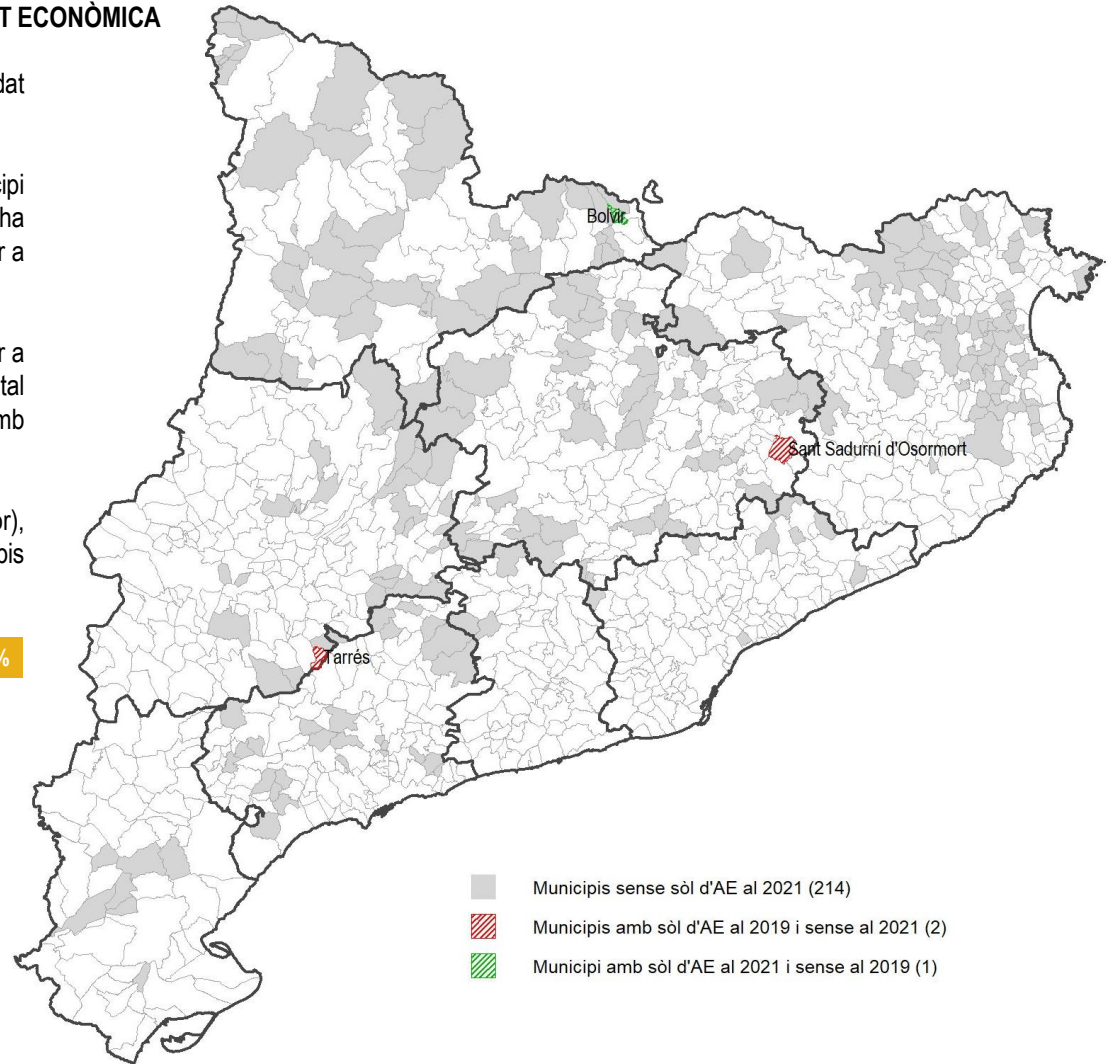 T ECONÒMICA
dat
cipi
ha
r a
r a
tal
mb
or),
pis
%
Bolvir
Sant Sadurní d'Osormort
Tarrés
Municipis sense sòl d'AE al 2021 (214)
Municipis amb sòl d'AE al 2019 i sense al 2021 (2)
Municipi amb sòl d'AE al 2021 i sense al 2019 (1)